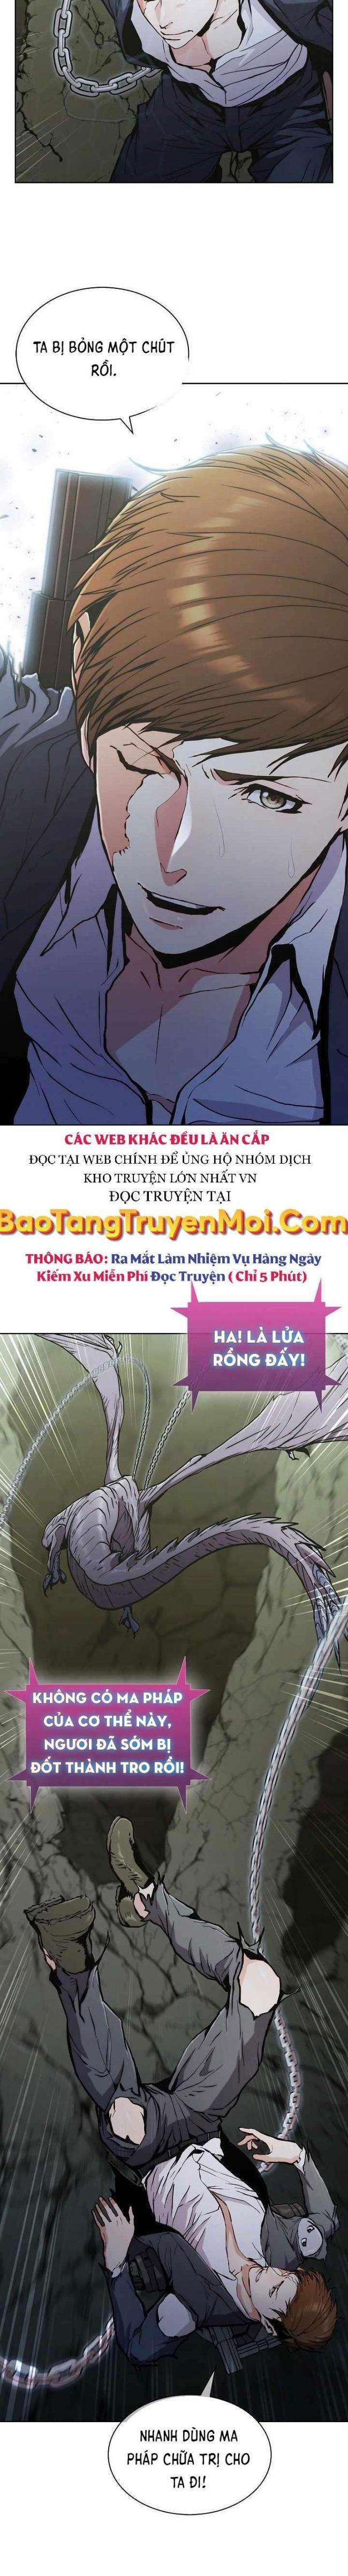 TA BỊ BỎNG MỘT CHÚT
RỒI.
CÁC WEB KHÁC ĐỀU LÀ ĂN CẮP
ĐỌC TẠI WEB CHÍNH ĐỂ ỦNG HỘ NHÓM DỊCH
KHO TRUYỆN LỚN NHẤT VN
ĐỌC TRUYỆN TẠI
BaoTangTruyenMoi.Com
THÔNG BÁO: Ra Mắt Làm Nhiệm Vụ Hàng Ngày
Kiếm Xu Miễn Phí Đọc Truyện ( Chỉ 5 Phút)
HA! LÀ LỬA
RỒNG ĐẤY!
KHÔNG CÓ MA PHÁP
CỦA CƠ THỂ NÀY,
NGƯƠI ĐÃ SỚM BỊ
ĐỐT THÀNH TRO RỒI!
NHANH DÙNG MA
PHÁP CHỮA TRỊ CHO
TA ĐI!